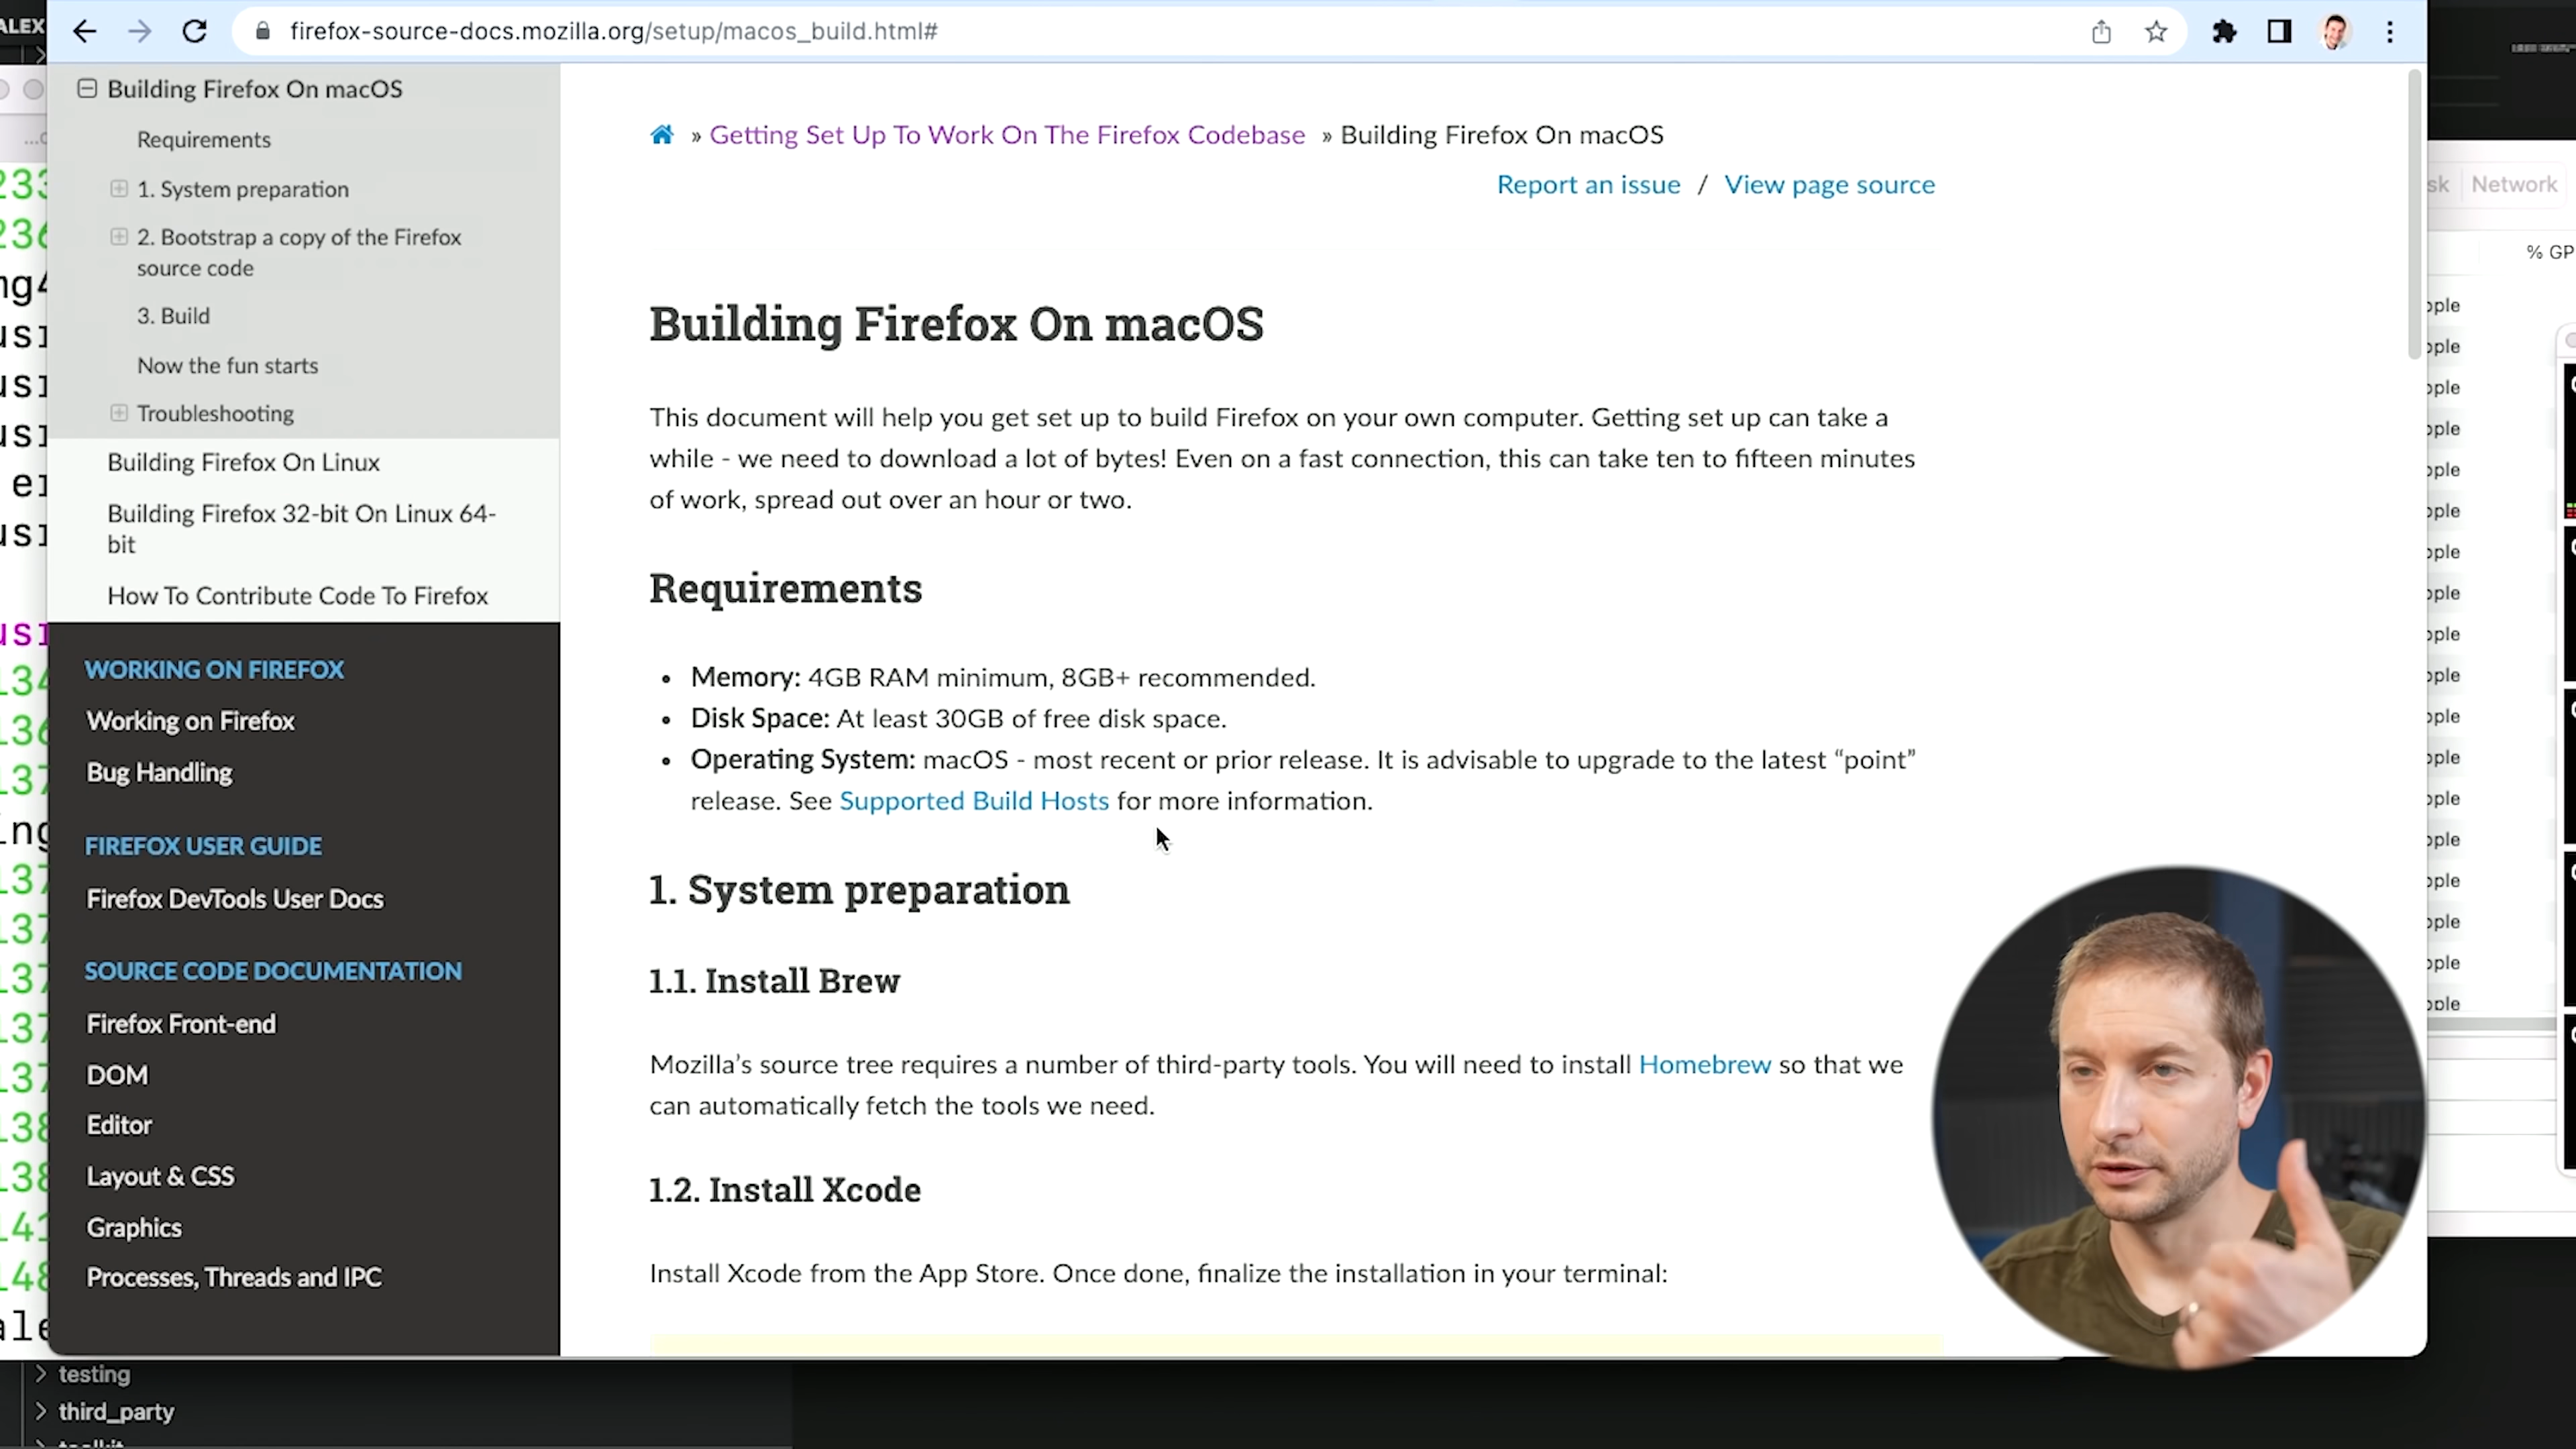 ALEX
firefox-source-docs.mozilla.org/setup/macos_build.html#
Building Firefox On macOS
Requirements
1. System preparation
2. Bootstrap a copy of the Firefox
source code
3. Build
Now the fun starts
Troubleshooting
Building Firefox On Linux
Building Firefox 32-bit On Linux 64-
bit
How To Contribute Code To Firefox
WORKING ON FIREFOX
Working on Firefox
Bug Handling
FIREFOX USER GUIDE
Firefox DevTools User Docs
SOURCE CODE DOCUMENTATION
Firefox Front-end
DOM
Editor
Layout & CSS
Graphics
Processes, Threads and IPC
» Getting Set Up To Work On The Firefox Codebase » Building Firefox On macOS
Report an issue / View page source
Building Firefox On macOS
This document will help you get set up to build Firefox on your own computer. Getting set up can take a
while - we need to download a lot of bytes! Even on a fast connection, this can take ten to fifteen minutes
of work, spread out over an hour or two.
Requirements
• Memory: 4GB RAM minimum, 8GB+ recommended.
• Disk Space: At least 30GB of free disk space.
• Operating System: macOS - most recent or prior release. It is advisable to upgrade to the latest “point”
release. See Supported Build Hosts for more information.
1. System preparation
1.1. Install Brew
Mozilla’s source tree requires a number of third-party tools. You will need to install Homebrew so that we
can automatically fetch the tools we need.
1.2. Install Xcode
Install Xcode from the App Store. Once done, finalize the installation in your terminal:
Network
% GP
testing
third_party